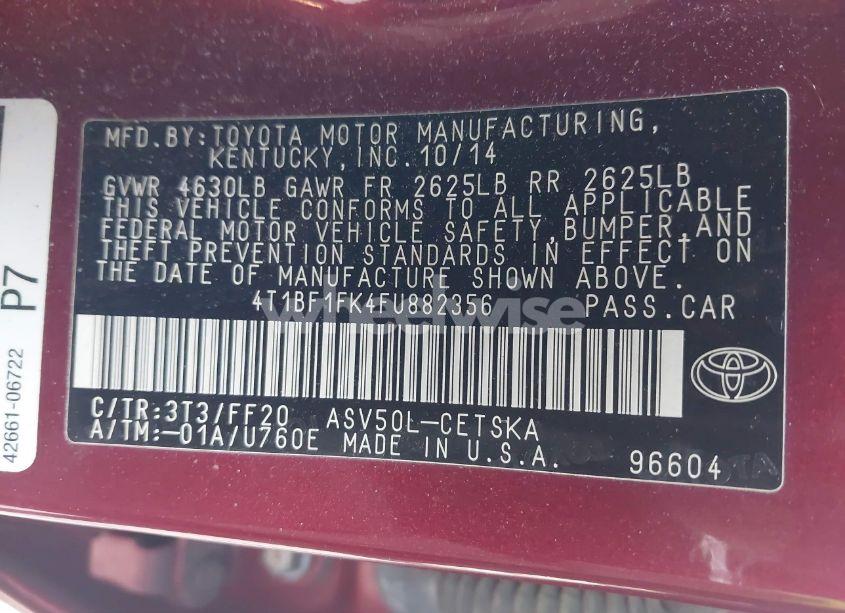 MFD.BY:TOYOTA MOTOR MANUFACTURING,
KENTUCKY,INC. 10/14
GVWR 4630LB GAWR FR 2625LB RR 2625LB
THIS VEHICLE CONFORMS TO ALL APPLICABLE
FEDERAL MOTOR VEHICLE SAFETY,BUMPER,AND
THEFT PREVENTION STANDARDS IN EFFECT ON
THE DATE OF MANUFACTURE SHOWN ABOVE.
4T1BF1FK4FU882356 PASS.CAR
wheelwise
C/TR:3T3/FF20 ASV50L-CETSKA
A/TM:-01A/U760E MADE IN U.S.A. 96604
P7
42661-06722